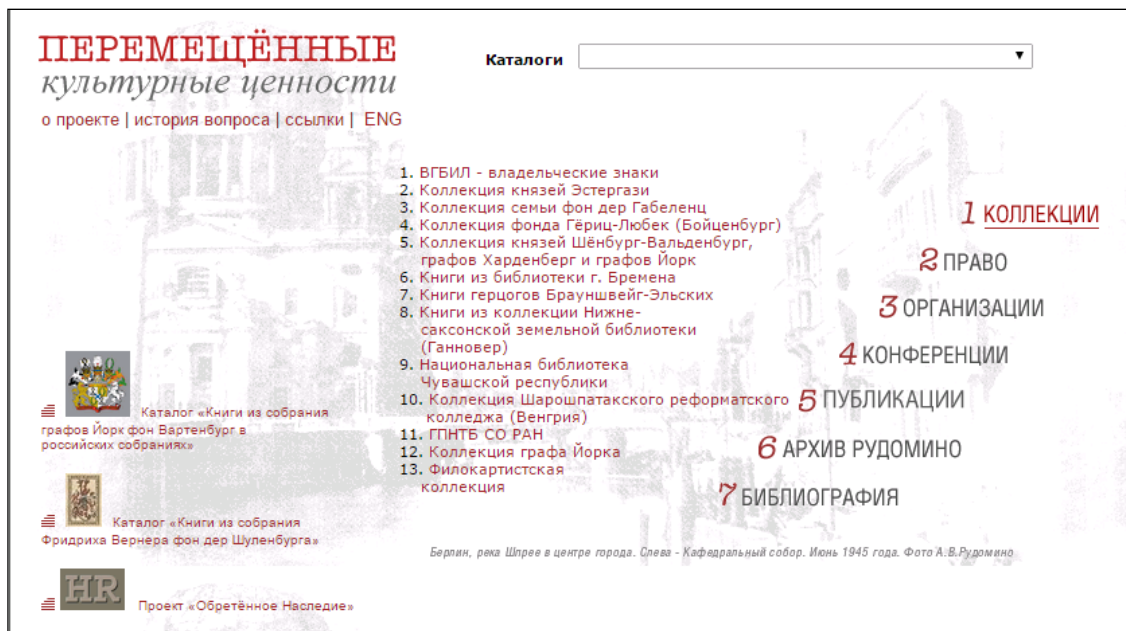 ПЕРЕМЕЩЁННЫЕ
культурные ценности
о проекте | история вопроса | ссылки | ENG
Каталоги
1. ВГБИЛ - владельческие знаки
2. Коллекция князей Эстергази
3. Коллекция семьи фон дер Габеленц
4. Коллекция фонда Гёриц-Любек (Бойценбург)
5. Коллекция князей Шёнбург-Вальденбург,
графов Харденберг и графов Йорк
6. Книги из библиотеки г. Бремена
7. Книги герцогов Брауншвейг-Эльских
8. Книги из коллекции Нижне-
саксонской земельной библиотеки
(Ганновер)
9. Национальная библиотека
Чувашской республики
10. Коллекция Шарошпатакского реформатского
колледжа (Венгрия)
11. ГПНТБ СО РАН
12. Коллекция графа Йорка
13. Филокартистская
коллекция
1 КОЛЛЕКЦИИ
2 ПРАВО
3 ОРГАНИЗАЦИИ
4 КОНФЕРЕНЦИИ
5 ПУБЛИКАЦИИ
6 АРХИВ РУДОМИНО
7 БИБЛИОГРАФИЯ
Каталог «Книги из собрания
графов Йорк фон Вартенбург в
российских собраниях»
Каталог «Книги из собрания
Фридриха Вернера фон дер Шуленбурга»
HR
Проект «Обретённое Наследие»
Берлин, река Шпрее в центре города. Слева - Кафедральный собор. Июнь 1945 года. Фото А.В.Рудомино